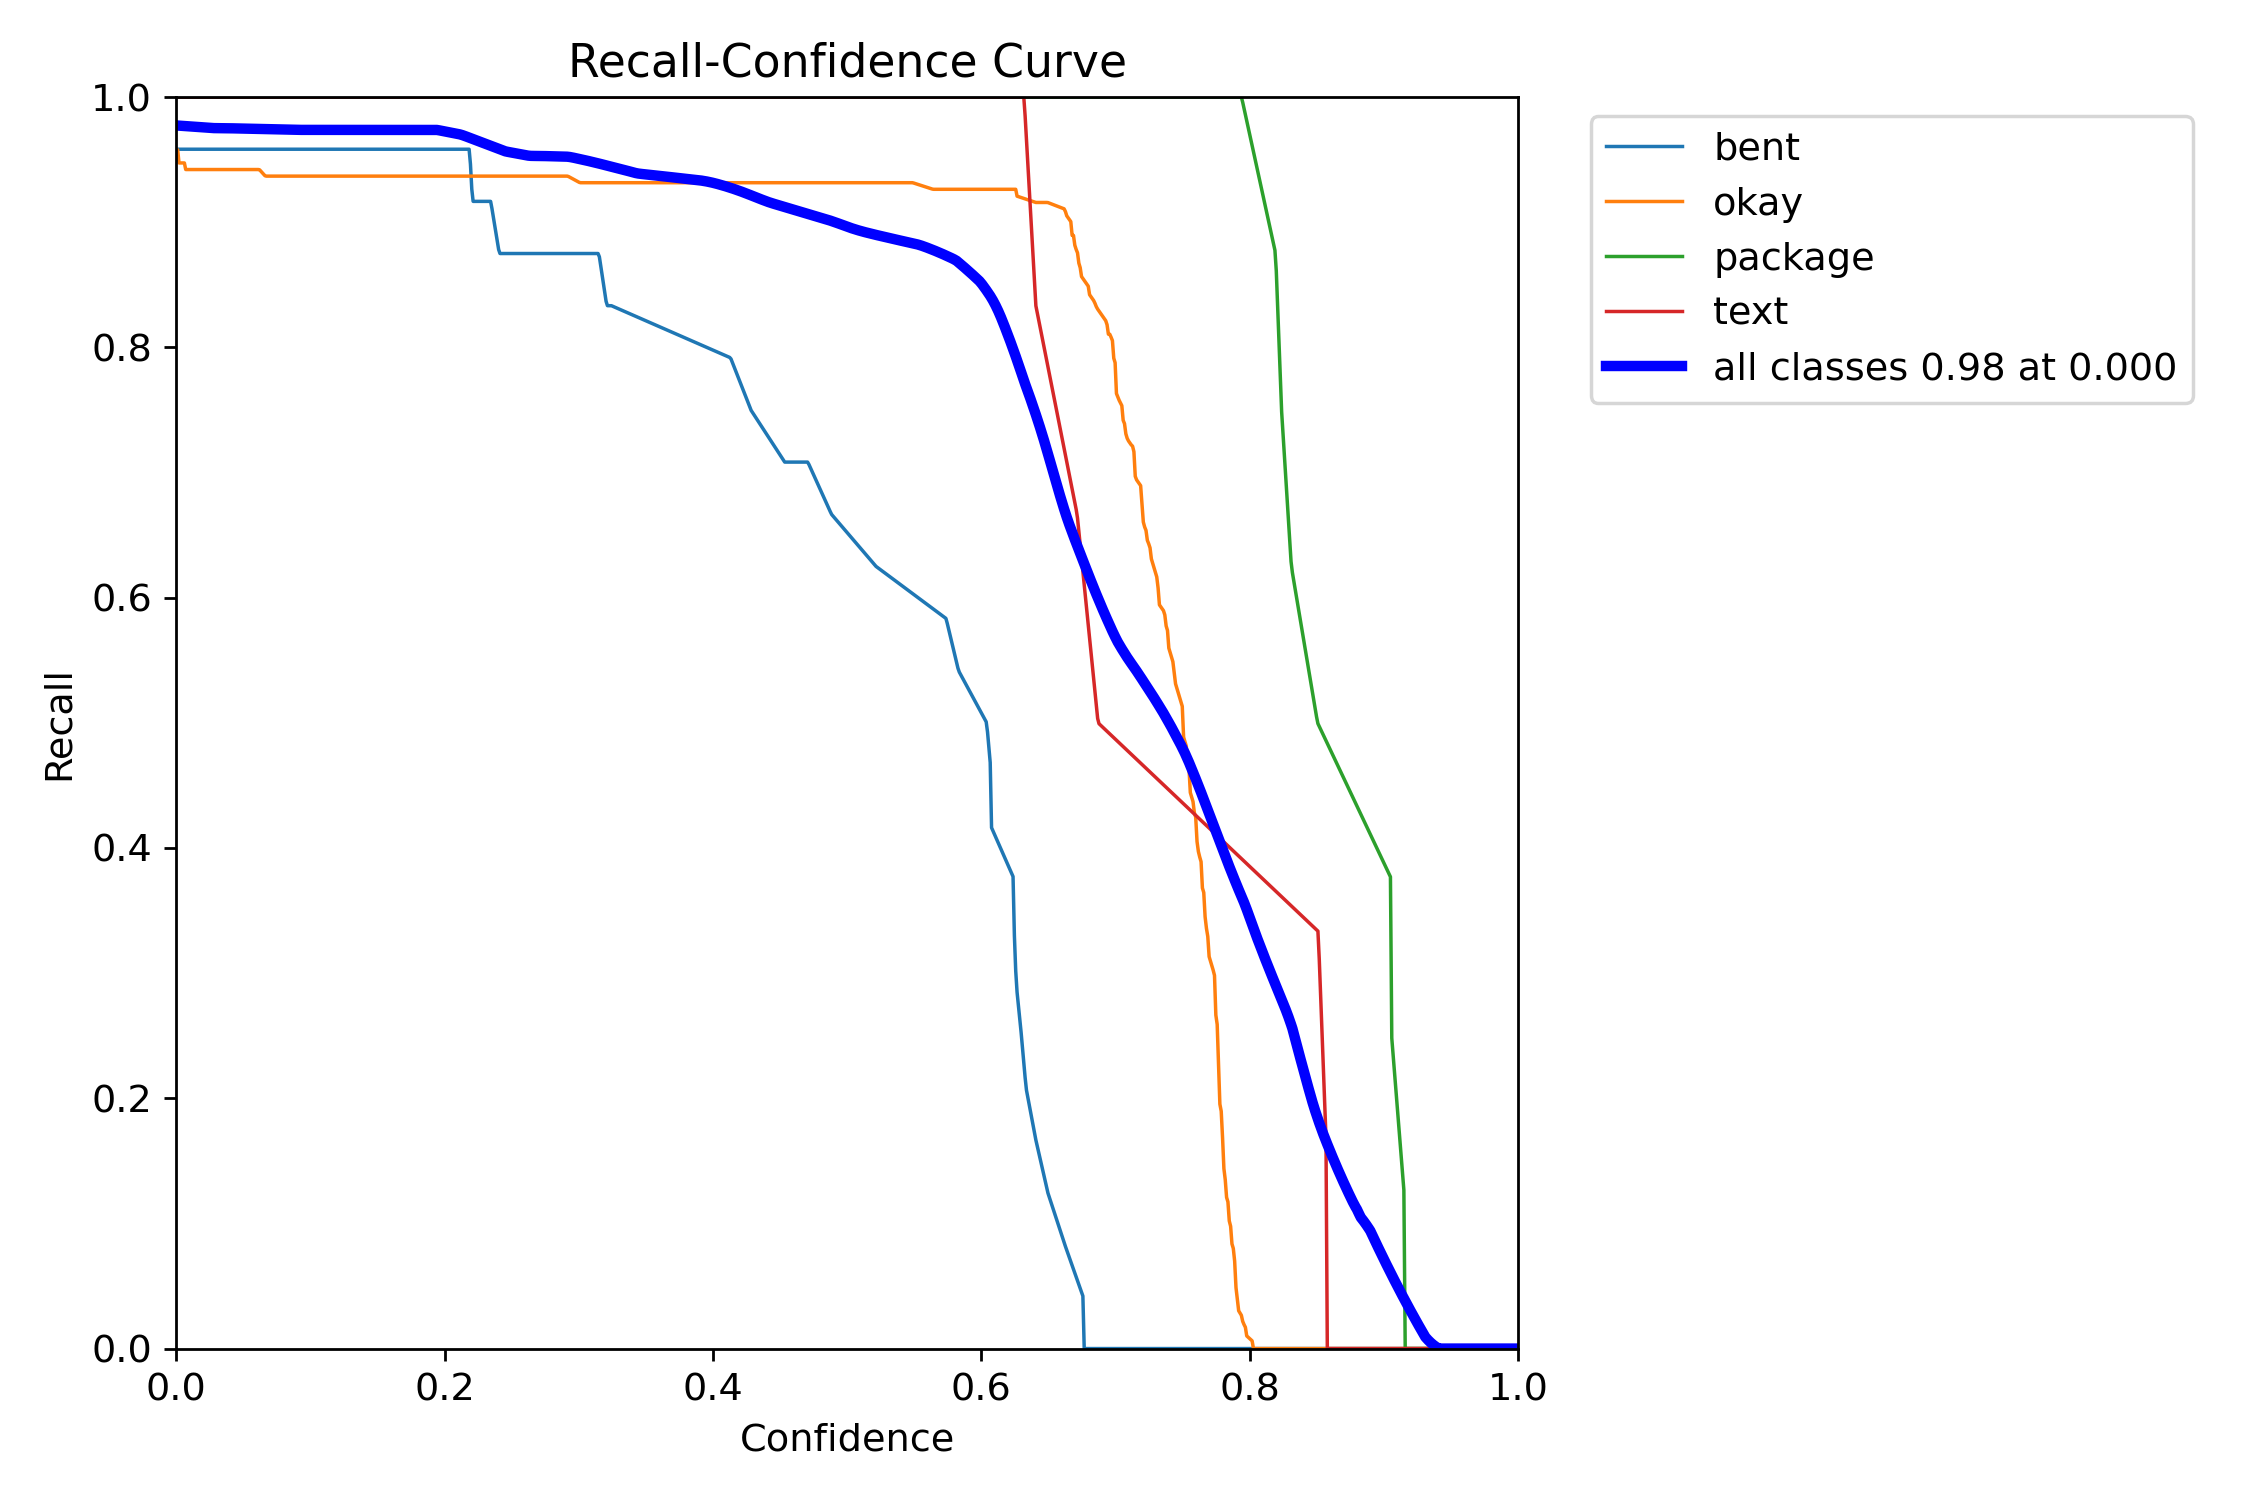 Recall-Confidence Curve
1.0
0.8
0.6
0.4
0.2
0.0
Recall
0.0 0.2 0.4 0.6 0.8 1.0
Confidence
bent
okay
package
text
all classes 0.98 at 0.000